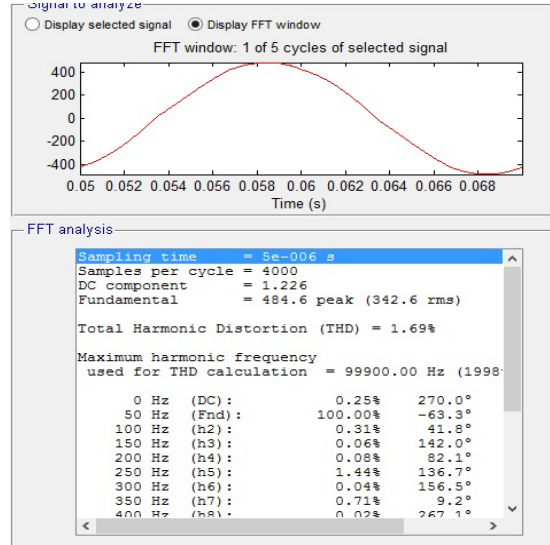 Signal to analyze
Display selected signal Display FFT window
FFT window: 1 of 5 cycles of selected signal
400
200
0
-200
-400
0.05 0.052 0.054 0.056 0.058 0.06 0.062 0.064 0.066 0.068
Time (s)
FFT analysis
Sampling time = 5e-006 s
Samples per cycle = 4000
DC component = 1.226
Fundamental = 484.6 peak (342.6 rms)
Total Harmonic Distortion (THD) = 1.69%
Maximum harmonic frequency
used for THD calculation = 99900.00 Hz (1998
0 Hz (DC): 0.25% 270.0°
50 Hz (Fnd): 100.00% -63.3°
100 Hz (h2): 0.31% 41.8°
150 Hz (h3): 0.06% 142.0°
200 Hz (h4): 0.08% 82.1°
250 Hz (h5): 1.44% 136.7°
300 Hz (h6): 0.04% 156.5°
350 Hz (h7): 0.71% 9.2°
400 Hz (h8): 0.02% 267.1°